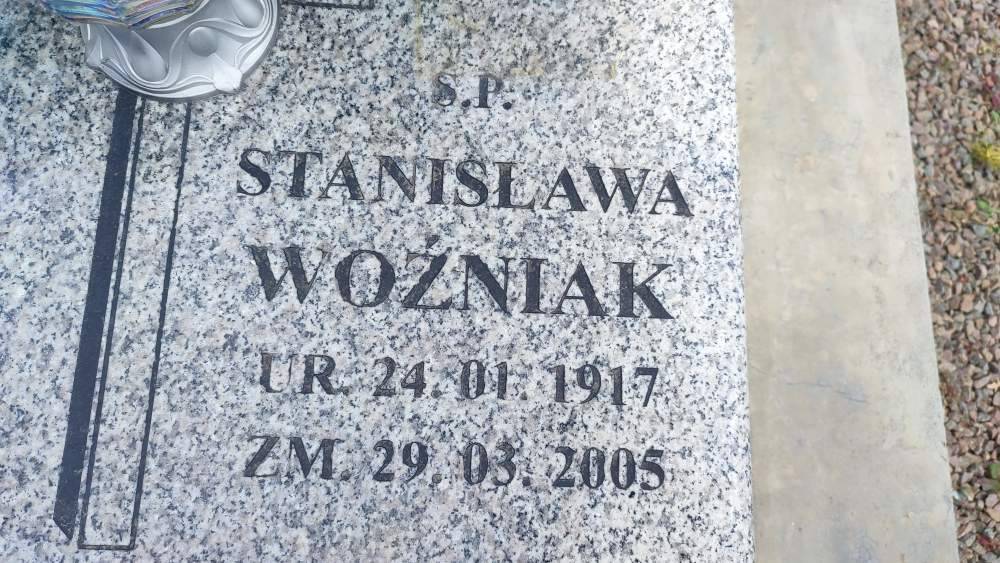 S.P.
STANISŁAWA
WOŹNIAK
UR. 24. 01. 1917
ZM. 29. 03. 2005